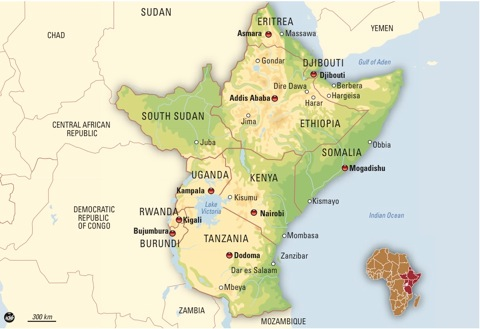 SUDAN
ERITREA
CHAD
Asmara
Massawa
YEMEN
Gondar
DJIBOUTI
Gulf of Aden
Djibouti
Dire Dawa
Berbera
Addis Ababa
Hargeisa
Harar
SOUTH SUDAN
Jima
ETHIOPIA
CENTRAL AFRICAN
REPUBLIC
Juba
SOMALIA
Obbia
UGANDA
KENYA
Mogadishu
Kampala
Kisumu
Kismayo
Lake
Victoria
DEMOCRATIC
REPUBLIC
OF CONGO
RWANDA
Kigali
Nairobi
Indian Ocean
Bujumbura
BURUNDI
TANZANIA
Mombasa
Dodoma
Zanzibar
Dar es Salaam
Mbeya
300 km
ZAMBIA
MOZAMBIQUE